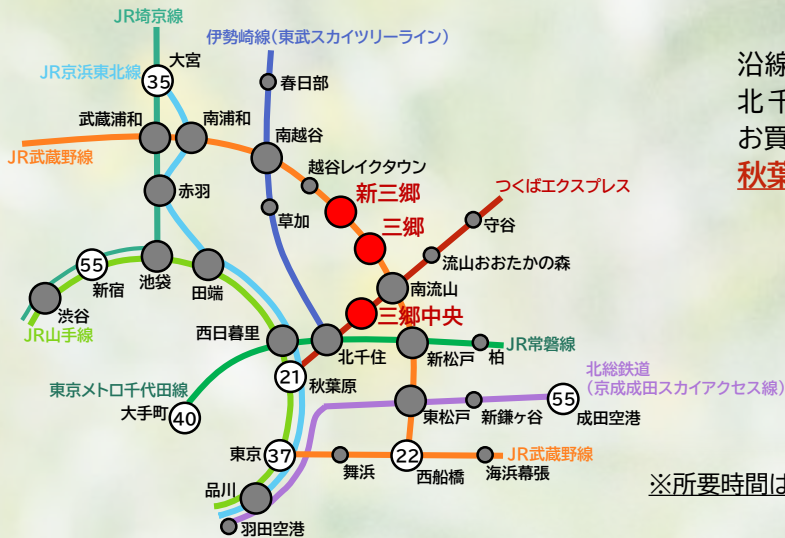 JR埼京線
大宮
35
JR京浜東北線
伊勢崎線（東武スカイツリーライン）
春日部
武蔵浦和
南浦和
南越谷
JR武蔵野線
越谷レイクタウン
新三郷
つくばエクスプレス
赤羽
草加
三郷
守谷
流山おおたかの森
55
新宿
池袋
田端
南流山
渋谷
JR山手線
三郷中央
西日暮里
北千住
新松戸
柏
JR常磐線
21
秋葉原
東京メトロ千代田線
大手町
40
北総鉄道
（京成成田スカイアクセス線）
東松戸
新鎌ヶ谷
55
成田空港
東京
37
舞浜
22
西船橋
海浜幕張
JR武蔵野線
品川
羽田空港
沿線
北千
お買
秋葉
※所要時間は